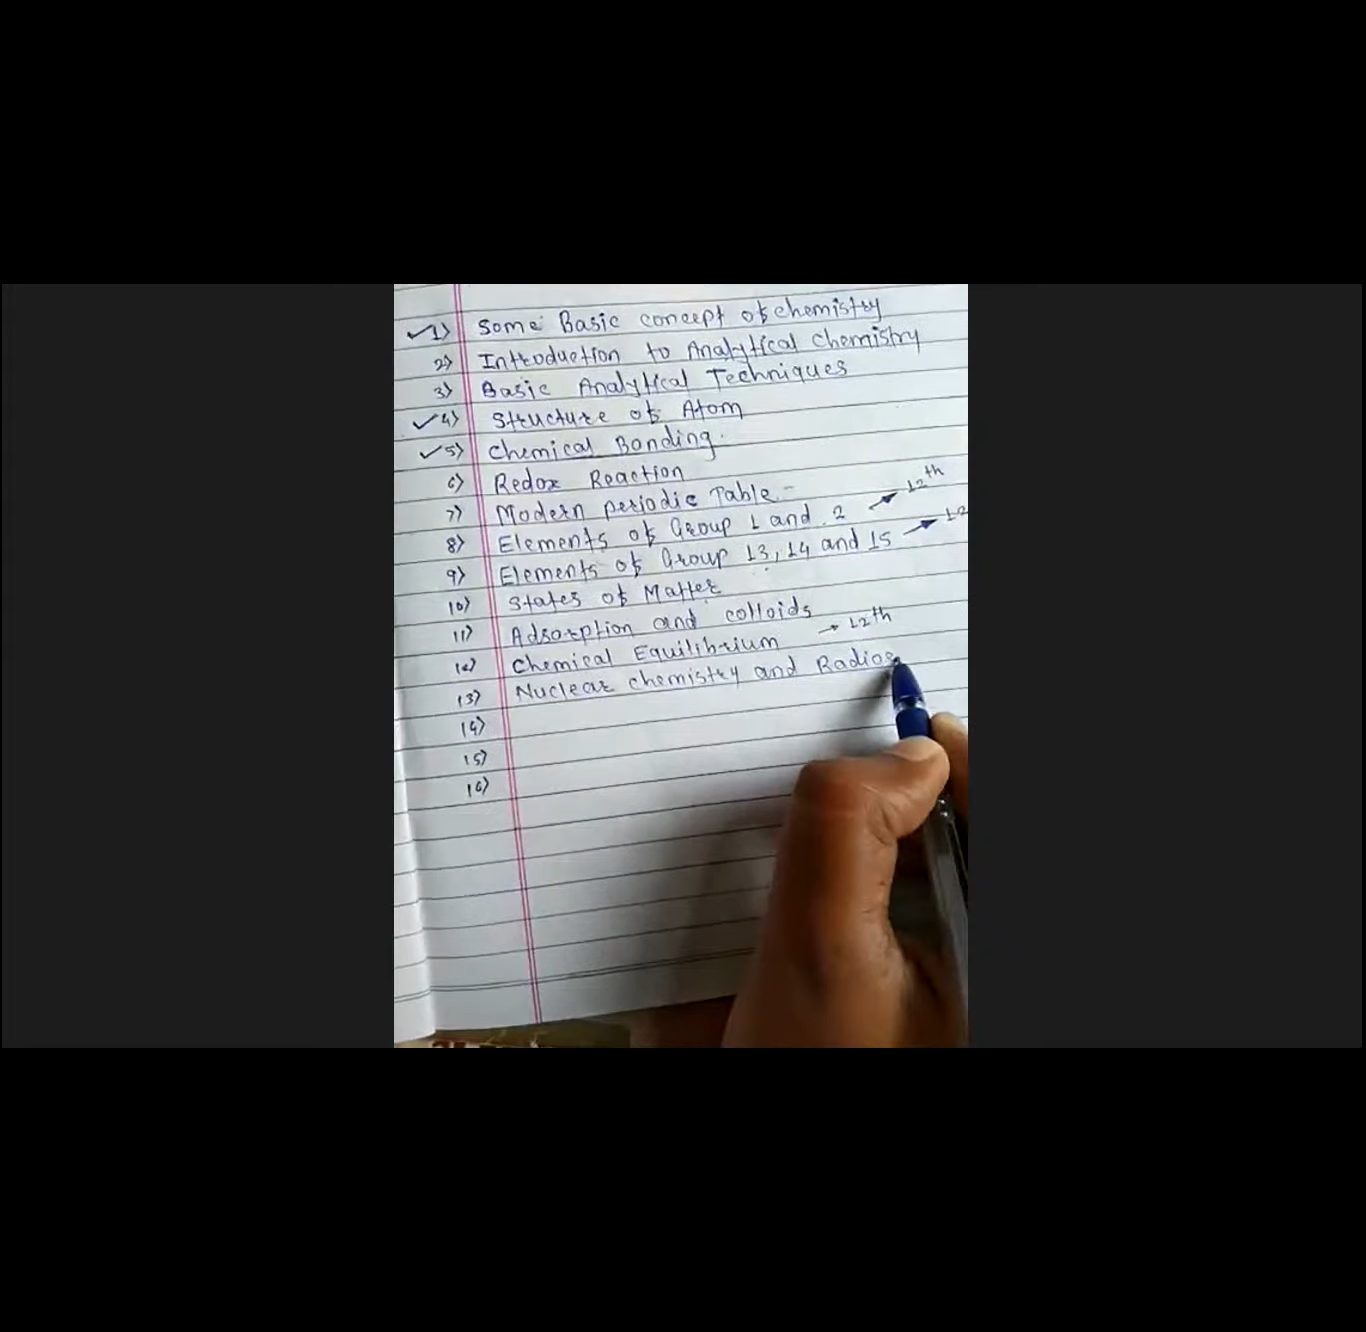 1) Some Basic concept of chemistry
2) Introduction to Analytical chemistry
3) Basic Analytical Techniques
4) Structure of Atom
5) Chemical Bonding.
6) Redox Reaction
7) Modern periodic Table.-
8) Elements of Group 1 and 2 → 12th
9) Elements of Group 13, 14 and 15 → 12
10) States of Matter
11) Adsorption and colloids
12) Chemical Equilibrium → 12th
13) Nuclear chemistry and Radioa
14)
15)
16)